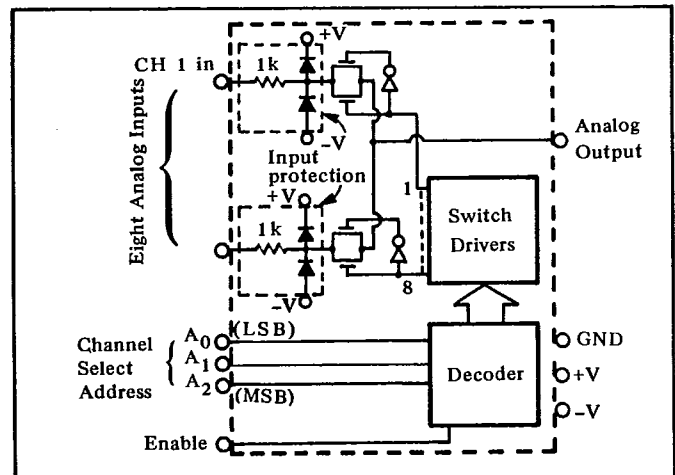 +V
CH 1 in
1k
Eight Analog Inputs
–V
Input
protection
Analog
Output
+V
1k
1
Switch
Drivers
8
–V
Channel
Select
Address
A0 (LSB)
A1
A2 (MSB)
Decoder
GND
+V
–V
Enable